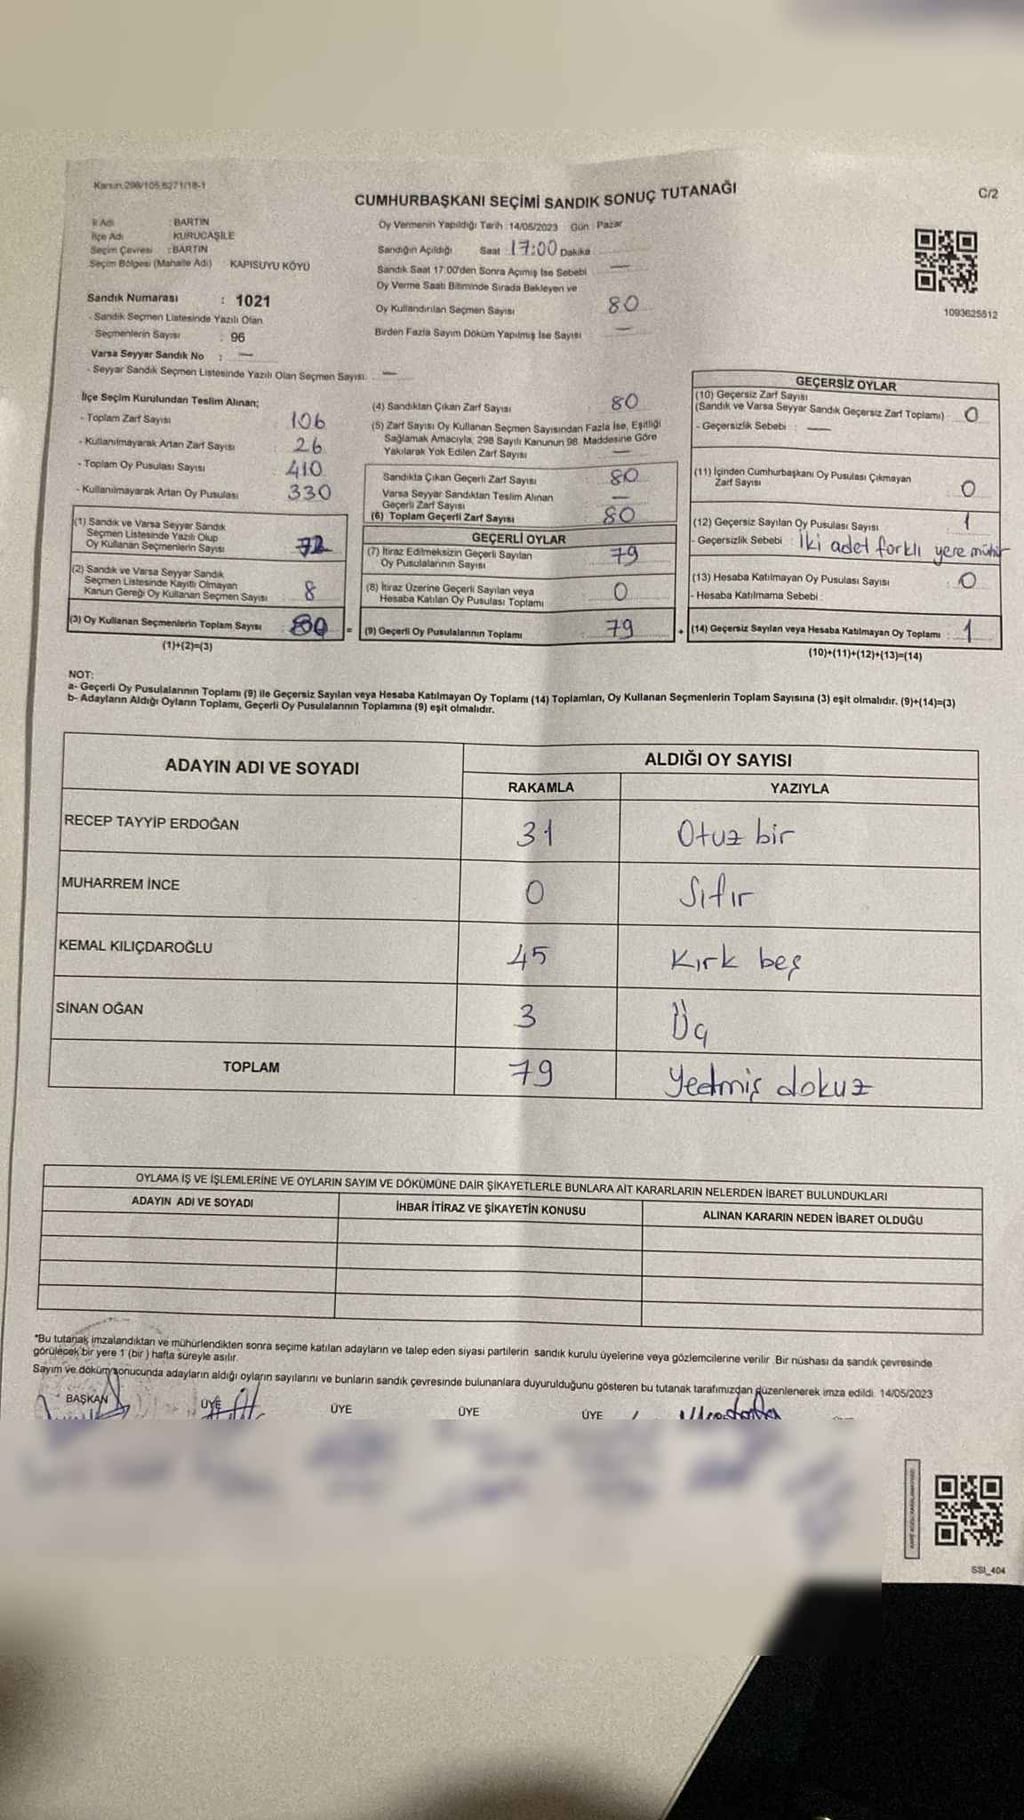 Kanun:298/105,6271/18-1
CUMHURBAŞKANI SEÇİMİ SANDIK SONUÇ TUTANAĞI
C/2
İl Adı BARTIN
İlçe Adı KURUCAŞİLE
Seçim Çevresi : BARTIN
Seçim Bölgesi (Mahalle Adı) KAPISUYU KÖYÜ
Sandık Numarası : 1021
- Sandık Seçmen Listesinde Yazılı Olan
Seçmenlerin Sayısı : 96
Varsa Seyyar Sandık No : —
- Seyyar Sandık Seçmen Listesinde Yazılı Olan Seçmen Sayısı: —
Oy Vermenin Yapıldığı Tarih :14/05/2023 Gün : Pazar
Sandığın Açıldığı Saat 17:00 Dakika
Sandık Saat 17:00'den Sonra Açımış İse Sebebi —
Oy Verme Saati Bitiminde Sırada Bekleyen ve
Oy Kullandırılan Seçmen Sayısı 80
Birden Fazla Sayım Döküm Yapılmış İse Sayısı —
1093625512
İlçe Seçim Kurulundan Teslim Alınan;
- Toplam Zarf Sayısı 106
- Kullanılmayarak Artan Zarf Sayısı 26
- Toplam Oy Pusulası Sayısı 410
- Kullanılmayarak Artan Oy Pusulası 330
(1) Sandık ve Varsa Seyyar Sandık
Seçmen Listesinde Yazılı Olup
Oy Kullanan Seçmenlerin Sayısı 72
(2) Sandık ve Varsa Seyyar Sandık
Seçmen Listesinde Kayıtlı Olmayan
Kanun Gereği Oy Kullanan Seçmen Sayısı 8
(3) Oy Kullanan Seçmenlerin Toplam Sayısı 80
(1)+(2)=(3)
(4) Sandıktan Çıkan Zarf Sayısı 80
(5) Zarf Sayısı Oy Kullanan Seçmen Sayısından Fazla İse, Eşitliği
Sağlamak Amacıyla, 298 Sayılı Kanunun 98. Maddesine Göre
Yakılarak Yok Edilen Zarf Sayısı —
Sandıkta Çıkan Geçerli Zarf Sayısı 80
Varsa Seyyar Sandıktan Teslim Alınan
Geçerli Zarf Sayısı —
(6) Toplam Geçerli Zarf Sayısı 80
GEÇERLİ OYLAR
(7) İtiraz Edilmeksizin Geçerli Sayılan
Oy Pusulalarının Sayısı 79
(8) İtiraz Üzerine Geçerli Sayılan veya
Hesaba Katılan Oy Pusulası Toplamı 0
= (9) Geçerli Oy Pusulalarının Toplamı 79
GEÇERSİZ OYLAR
(10) Geçersiz Zarf Sayısı
(Sandık ve Varsa Seyyar Sandık Geçersiz Zarf Toplamı) 0
- Geçersizlik Sebebi : —
(11) İçinden Cumhurbaşkanı Oy Pusulası Çıkmayan
Zarf Sayısı 0
(12) Geçersiz Sayılan Oy Pusulası Sayısı 1
- Geçersizlik Sebebi : İki adet farklı yere mühür
(13) Hesaba Katılmayan Oy Pusulası Sayısı : 0
- Hesaba Katılmama Sebebi :
+ (14) Geçersiz Sayılan veya Hesaba Katılmayan Oy Toplamı : 1
(10)+(11)+(12)+(13)=(14)
NOT:
a- Geçerli Oy Pusulalarının Toplamı (9) ile Geçersiz Sayılan veya Hesaba Katılmayan Oy Toplamı (14) Toplamları, Oy Kullanan Seçmenlerin Toplam Sayısına (3) eşit olmalıdır. (9)+(14)=(3)
b- Adayların Aldığı Oyların Toplamı, Geçerli Oy Pusulalarının Toplamına (9) eşit olmalıdır.
ADAYIN ADI VE SOYADI ALDIĞI OY SAYISI
RAKAMLA YAZIYLA
RECEP TAYYİP ERDOĞAN 31 Otuz bir
MUHARREM İNCE 0 Sıfır
KEMAL KILIÇDAROĞLU 45 Kırk beş
SİNAN OĞAN 3 Üç
TOPLAM 79 Yetmiş dokuz
OYLAMA İŞ VE İŞLEMLERİNE VE OYLARIN SAYIM VE DÖKÜMÜNE DAİR ŞİKAYETLERLE BUNLARA AİT KARARLARIN NELERDEN İBARET BULUNDUKLARI
ADAYIN ADI VE SOYADI İHBAR İTİRAZ VE ŞİKAYETİN KONUSU ALINAN KARARIN NEDEN İBARET OLDUĞU
*Bu tutanak imzalandıktan ve mühürlendikten sonra seçime katılan adayların ve talep eden siyasi partilerin sandık kurulu üyelerine veya gözlemcilerine verilir. Bir nüshası da sandık çevresinde
görülecek bir yere 1 (bir ) hafta süreyle asılır.
Sayım ve döküm sonucunda adayların aldığı oyların sayılarını ve bunların sandık çevresinde bulunanlara duyurulduğunu gösteren bu tutanak tarafımızdan düzenlenerek imza edildi. 14/05/2023
BAŞKAN ÜYE ÜYE ÜYE ÜYE
SSI_404